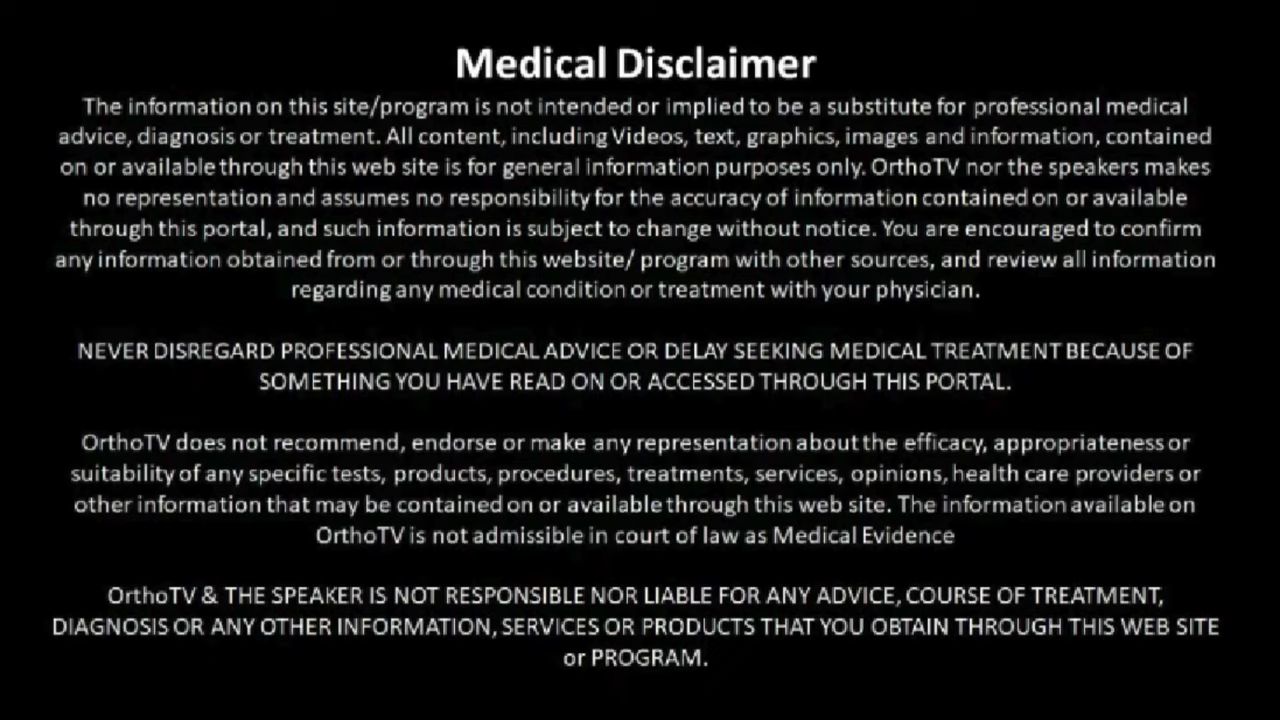 Medical Disclaimer
The information on this site/program is not intended or implied to be a substitute for professional medical
advice, diagnosis or treatment. All content, including Videos, text, graphics, images and information, contained
on or available through this web site is for general information purposes only. OrthoTV nor the speakers makes
no representation and assumes no responsibility for the accuracy of information contained on or available
through this portal, and such information is subject to change without notice. You are encouraged to confirm
any information obtained from or through this website/ program with other sources, and review all information
regarding any medical condition or treatment with your physician.
NEVER DISREGARD PROFESSIONAL MEDICAL ADVICE OR DELAY SEEKING MEDICAL TREATMENT BECAUSE OF
SOMETHING YOU HAVE READ ON OR ACCESSED THROUGH THIS PORTAL.
OrthoTV does not recommend, endorse or make any representation about the efficacy, appropriateness or
suitability of any specific tests, products, procedures, treatments, services, opinions, health care providers or
other information that may be contained on or available through this web site. The information available on
OrthoTV is not admissible in court of law as Medical Evidence
OrthoTV & THE SPEAKER IS NOT RESPONSIBLE NOR LIABLE FOR ANY ADVICE, COURSE OF TREATMENT,
DIAGNOSIS OR ANY OTHER INFORMATION, SERVICES OR PRODUCTS THAT YOU OBTAIN THROUGH THIS WEB SITE
or PROGRAM.